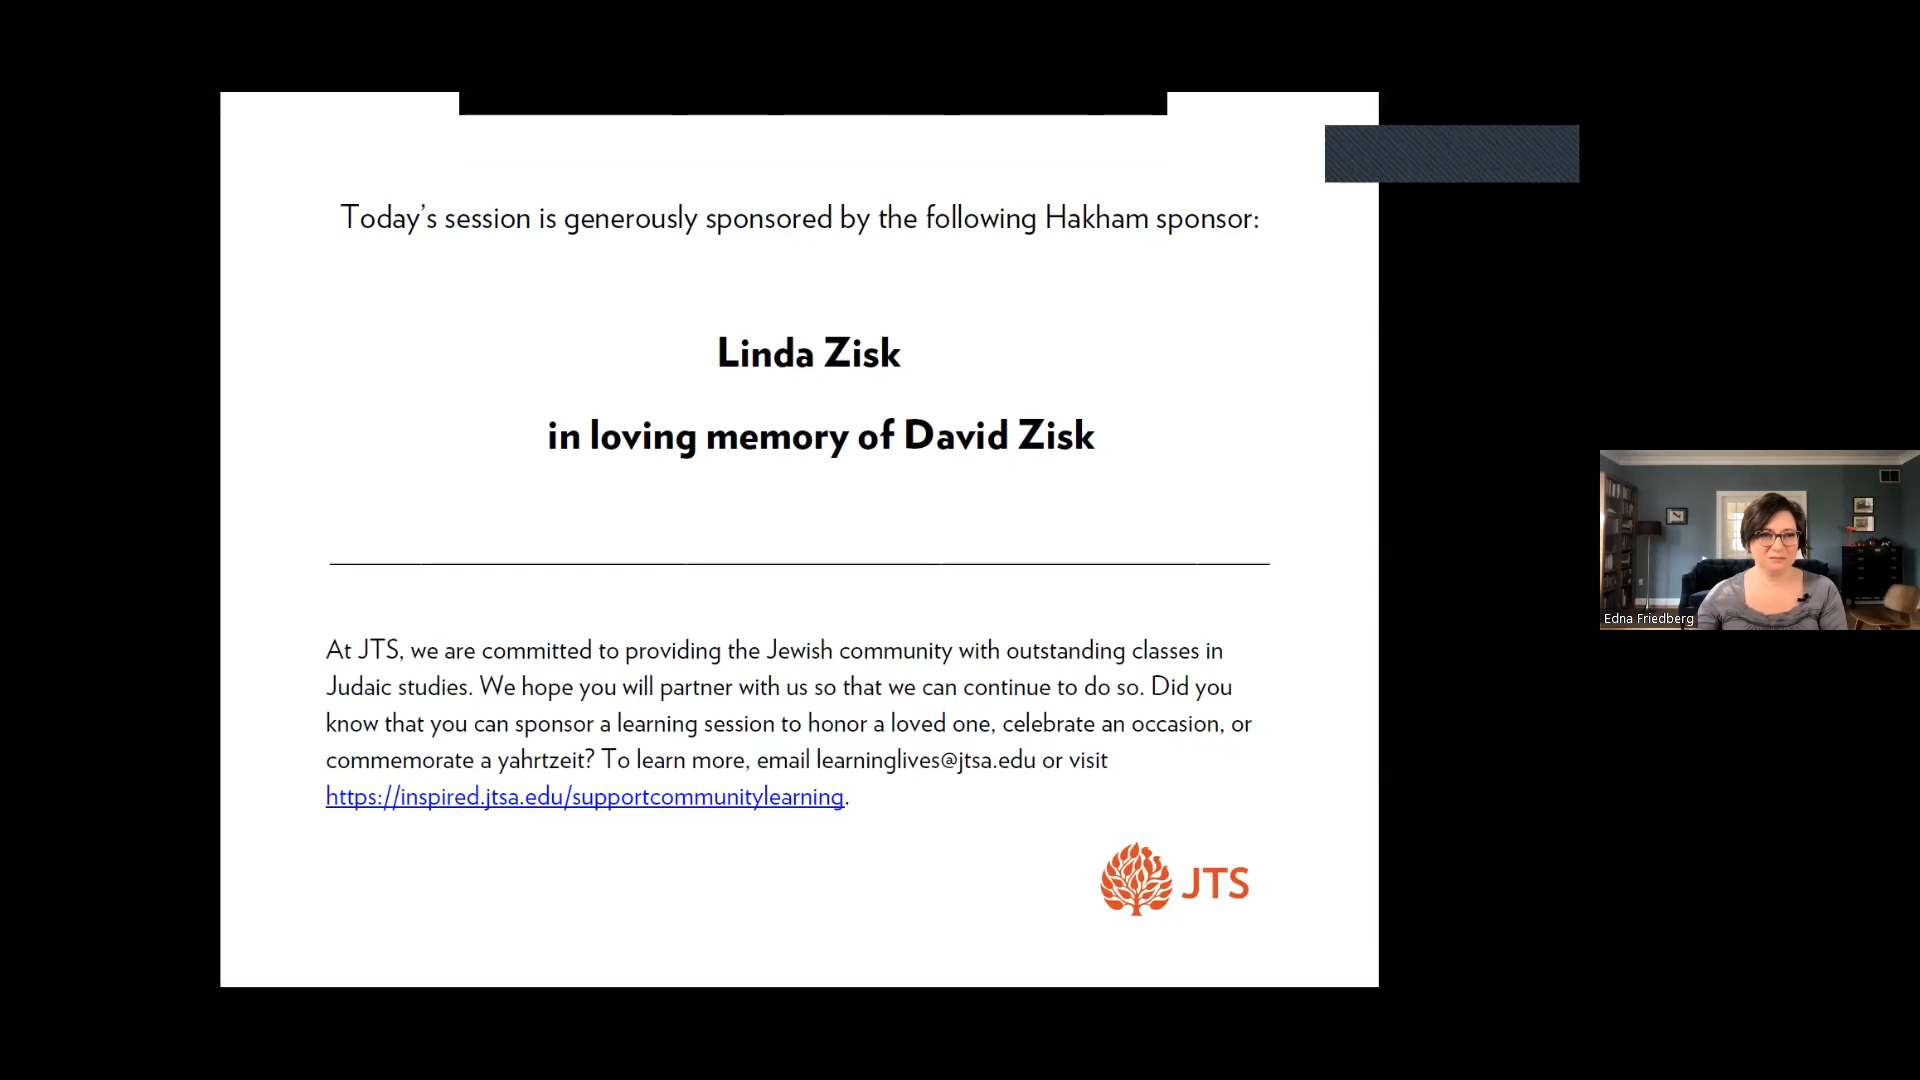 Today's session is generously sponsored by the following Hakham sponsor:
Linda Zisk
in loving memory of David Zisk
At JTS, we are committed to providing the Jewish community with outstanding classes in
Judaic studies. We hope you will partner with us so that we can continue to do so. Did you
know that you can sponsor a learning session to honor a loved one, celebrate an occasion, or
commemorate a yahrtzeit? To learn more, email learninglives@jtsa.edu or visit
https://inspired.jtsa.edu/supportcommunitylearning.
JTS
Edna Friedberg